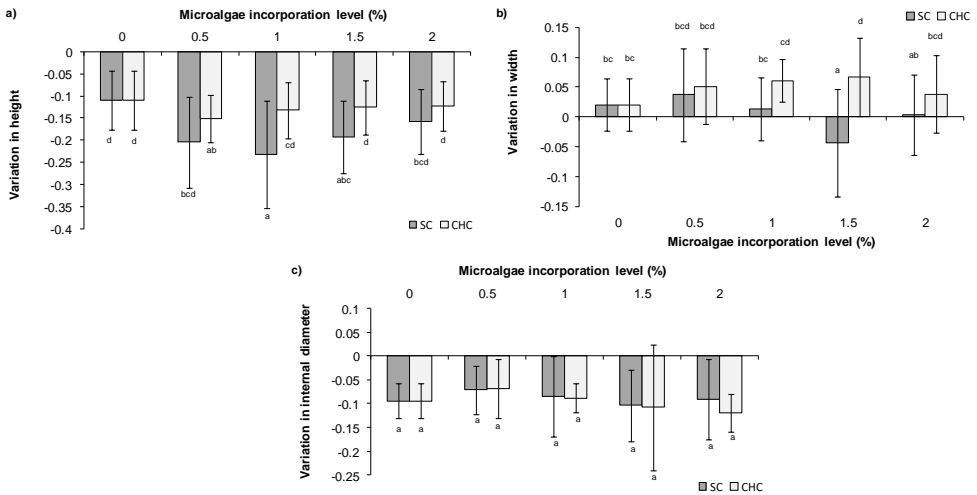 a)
Microalgae incorporation level (%)
0 0.5 1 1.5 2
Variation in height
0
-0.05
-0.1
-0.15
-0.2
-0.25
-0.3
-0.35
-0.4
d d bcd ab a cd abc d bcd d
SC CHC
b)
SC CHC
Variation in width
0.15
0.1
0.05
0
0.05
0.1
0.15
bc bc bcd bcd bc cd a d ab bcd
0 0.5 1 1.5 2
Microalgae incorporation level (%)
c)
Microalgae incorporation level (%)
0 0.5 1 1.5 2
Variation in internal diameter
0.1
0.05
0
-0.05
-0.1
-0.15
-0.2
-0.25
a a a a a a a a a a
SC CHC